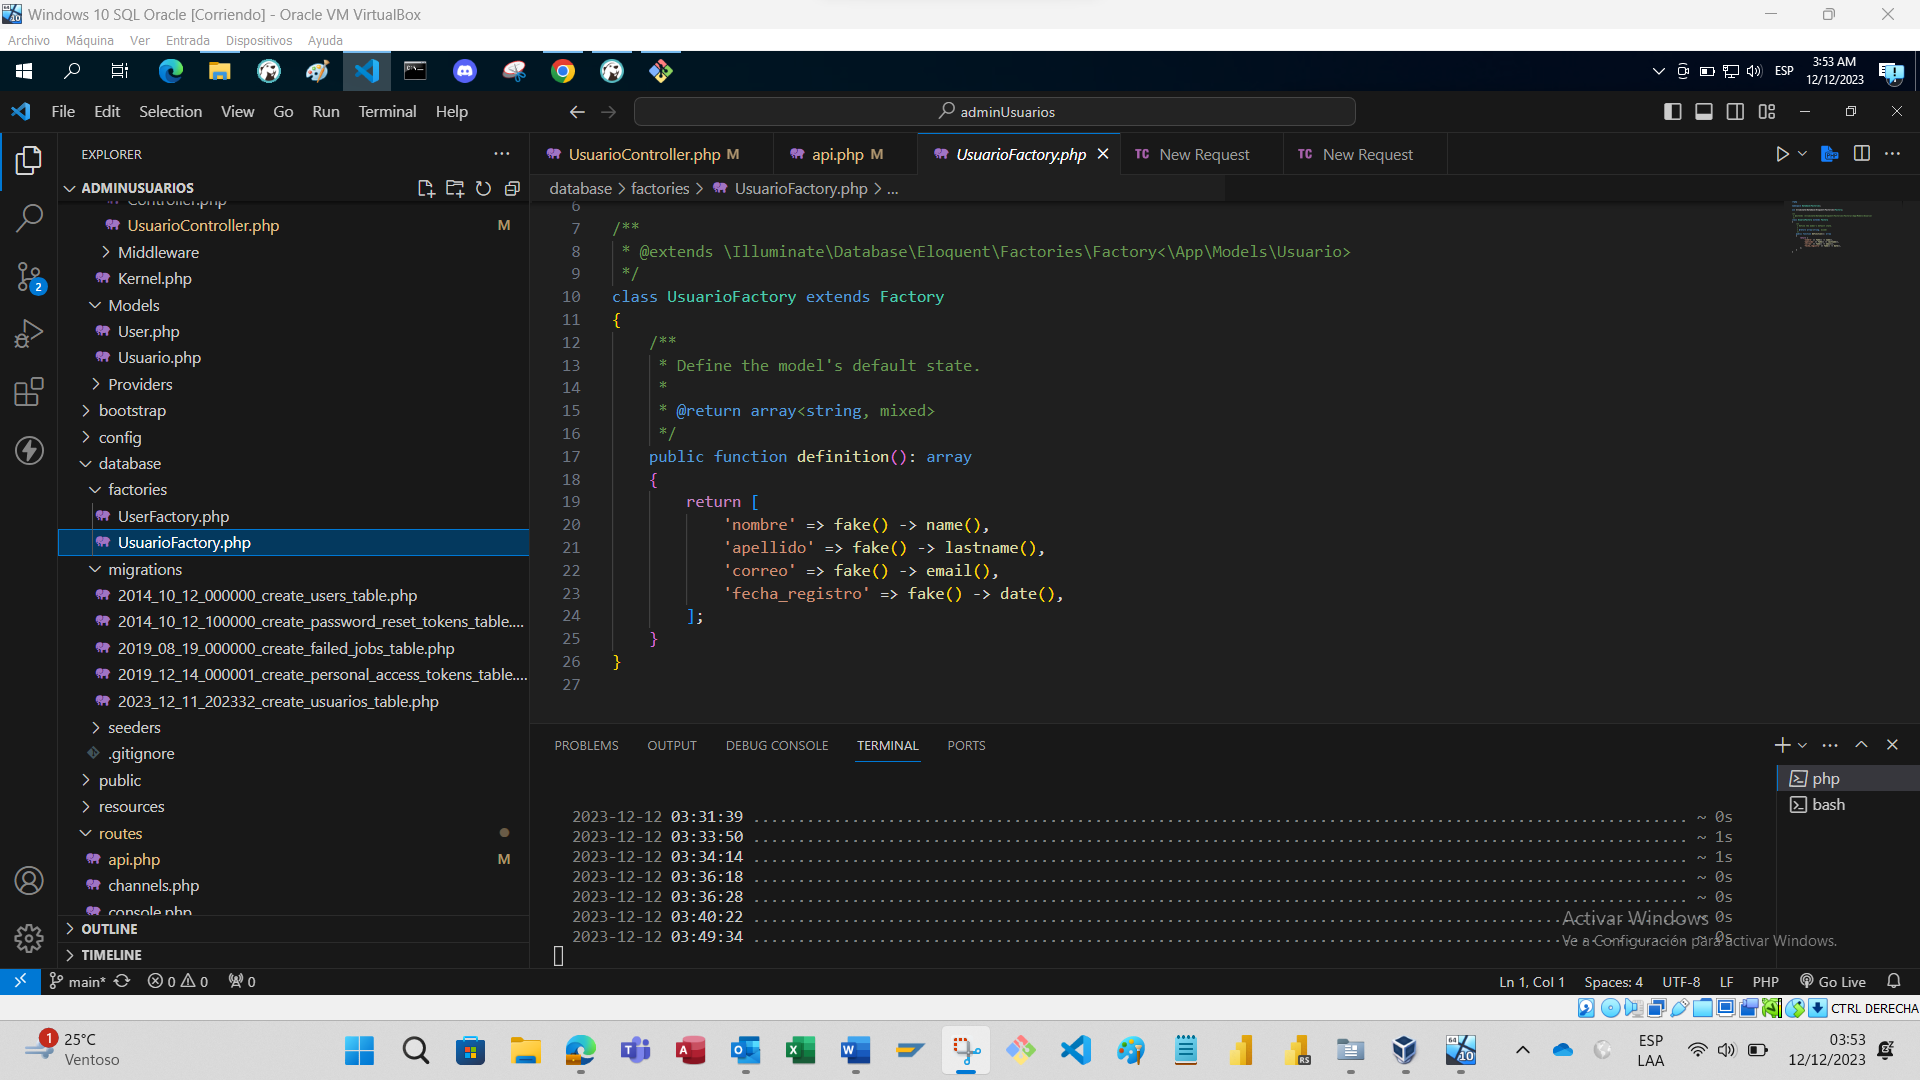 Windows 10 SQL Oracle [Corriendo] - Oracle VM VirtualBox
Archivo Máquina Ver Entrada Dispositivos Ayuda
ESP
3:53 AM
12/12/2023
File Edit Selection View Go Run Terminal Help
adminUsuarios
EXPLORER
UsuarioController.php M
api.php M
UsuarioFactory.php
TC New Request
TC New Request
ADMINUSUARIOS
database > factories > UsuarioFactory.php > ...
Controller.php
UsuarioController.php M
Middleware
Kernel.php
Models
User.php
Usuario.php
Providers
bootstrap
config
database
factories
UserFactory.php
UsuarioFactory.php
migrations
2014_10_12_000000_create_users_table.php
2014_10_12_100000_create_password_reset_tokens_table....
2019_08_19_000000_create_failed_jobs_table.php
2019_12_14_000001_create_personal_access_tokens_table....
2023_12_11_202332_create_usuarios_table.php
seeders
.gitignore
public
resources
routes
api.php M
channels.php
console.php
OUTLINE
TIMELINE
2
6
7 /**
8 * @extends \Illuminate\Database\Eloquent\Factories\Factory<\App\Models\Usuario>
9 */
10 class UsuarioFactory extends Factory
11 {
12 /**
13 * Define the model's default state.
14 *
15 * @return array<string, mixed>
16 */
17 public function definition(): array
18 {
19 return [
20 'nombre' => fake() -> name(),
21 'apellido' => fake() -> lastname(),
22 'correo' => fake() -> email(),
23 'fecha_registro' => fake() -> date(),
24 ];
25 }
26 }
27
PROBLEMS OUTPUT DEBUG CONSOLE TERMINAL PORTS
php
bash
2023-12-12 03:31:39 ........ ~ 0s
2023-12-12 03:33:50 ........ ~ 1s
2023-12-12 03:34:14 ........ ~ 1s
2023-12-12 03:36:18 ........ ~ 0s
2023-12-12 03:36:28 ........ ~ 0s
2023-12-12 03:40:22 ........ ~ 0s
2023-12-12 03:49:34 ........ ~ 0s
Activar Windows
Ve a Configuración para activar Windows.
main* 0 0 0
Ln 1, Col 1 Spaces: 4 UTF-8 LF PHP Go Live
CTRL DERECHA
1
25°C
Ventoso
ESP
LAA
03:53
12/12/2023